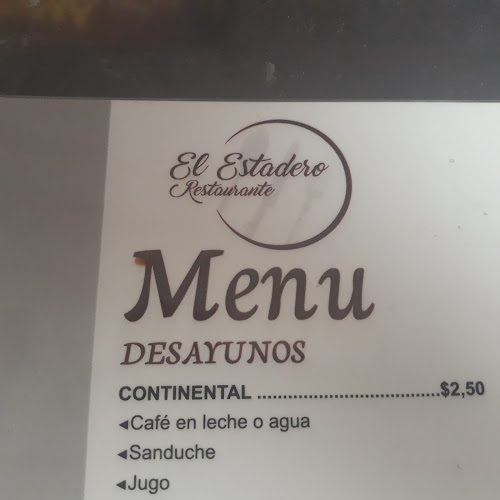 El Estadero
Restaurante
Menu
DESAYUNOS
CONTINENTAL ....................................$2,50
◂Café en leche o agua
◂Sanduche
◂Jugo